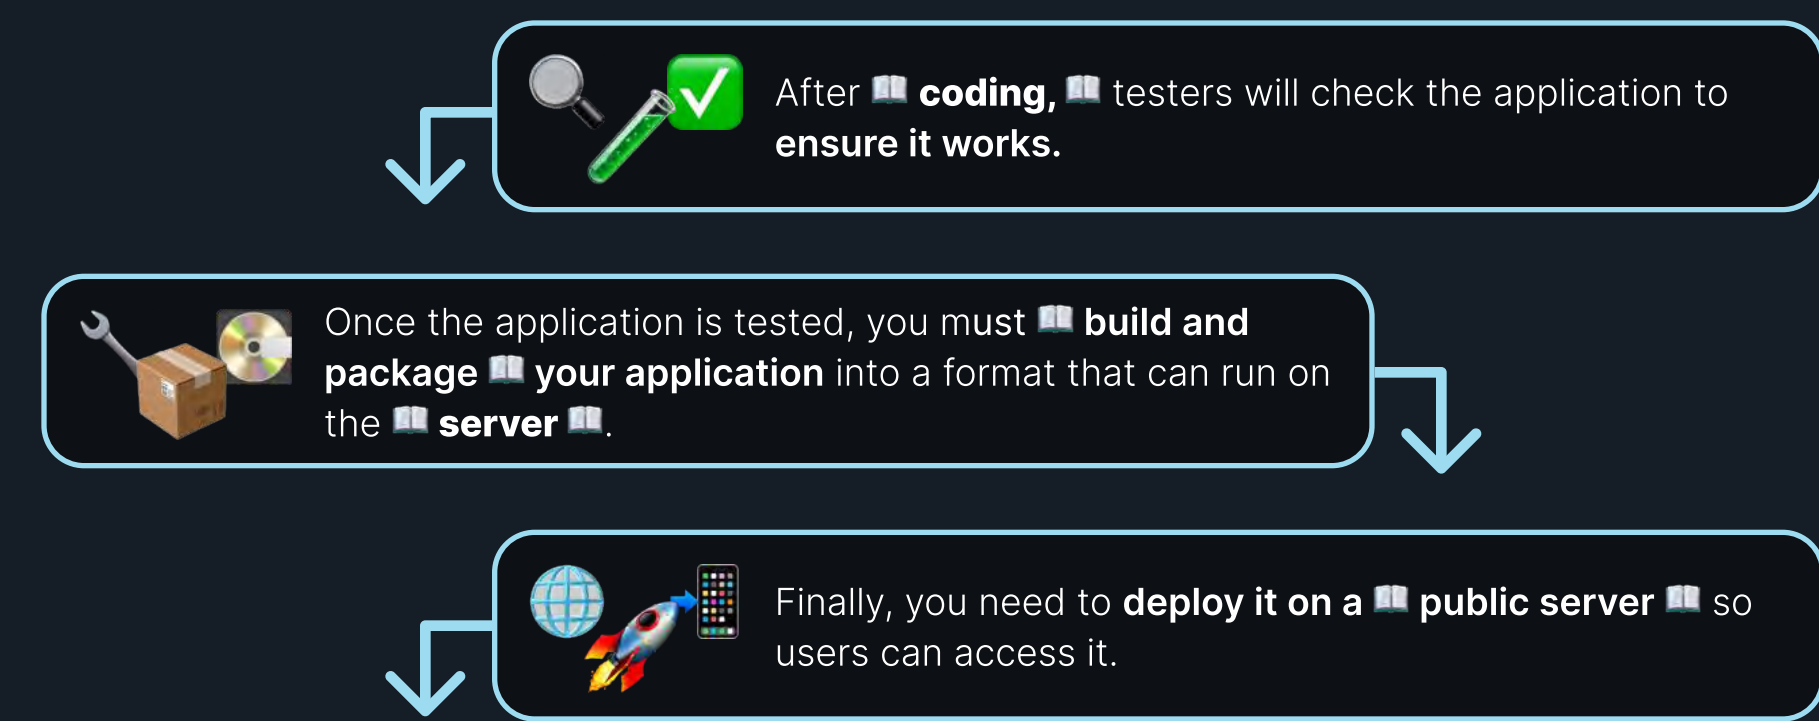 After 📖 coding, 📖 testers will check the application to
ensure it works.
Once the application is tested, you must 📖 build and
package 📖 your application into a format that can run on
the 📖 server 📖.
Finally, you need to deploy it on a 📖 public server 📖 so
users can access it.